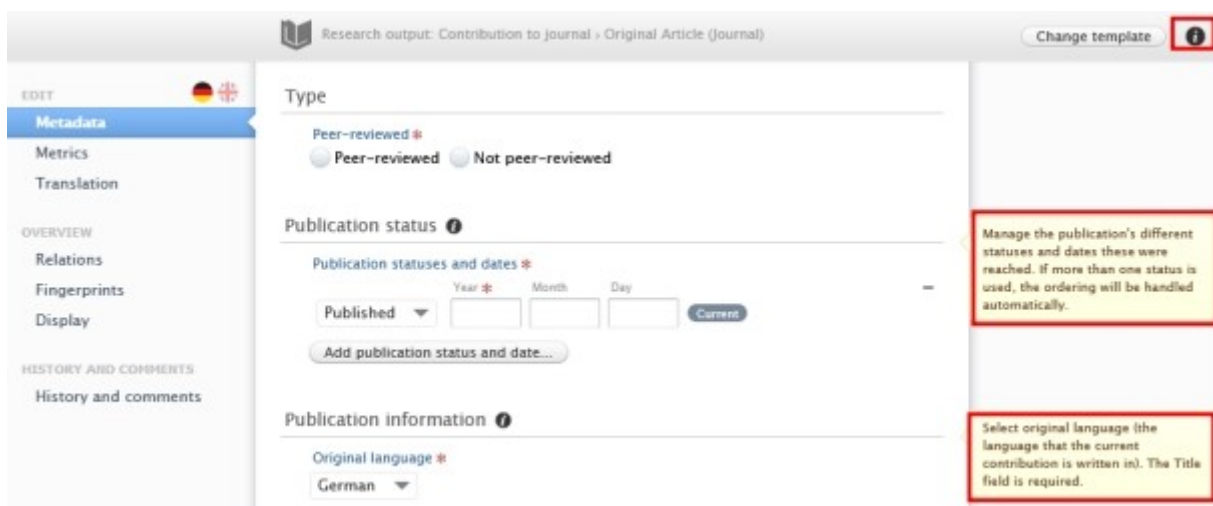 Research output: Contribution to journal › Original Article (Journal)
Change template
EDIT
Metadata
Metrics
Translation
OVERVIEW
Relations
Fingerprints
Display
HISTORY AND COMMENTS
History and comments
Type
Peer-reviewed *
Peer-reviewed Not peer-reviewed
Publication status
Publication statuses and dates *
Year * Month Day
Published Current
Add publication status and date...
Publication information
Original language *
German
Manage the publication's different
statuses and dates these were
reached. If more than one status is
used, the ordering will be handled
automatically.
Select original language (the
language that the current
contribution is written in). The Title
field is required.